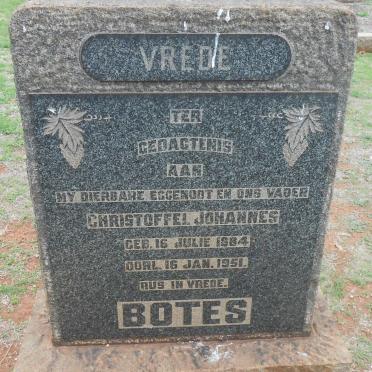 VREDE
TER
GEDAGTENIS
AAN
MY DIERBARE EGGENOOT EN ONS VADER
CHRISTOFFEL JOHANNES
GEB. 16 JULIE 1884
OORL. 16 JAN. 1951.
RUS IN VREDE.
BOTES